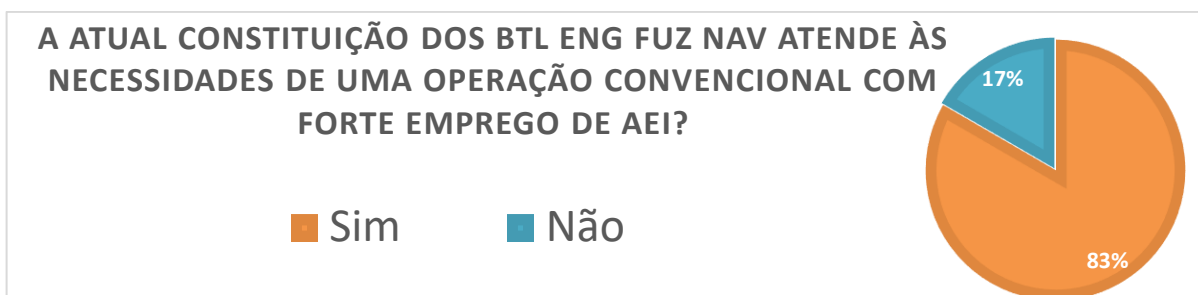 A ATUAL CONSTITUIÇÃO DOS BTL ENG FUZ NAV ATENDE ÀS
NECESSIDADES DE UMA OPERAÇÃO CONVENCIONAL COM
FORTE EMPREGO DE AEI?
17%
Sim Não
83%